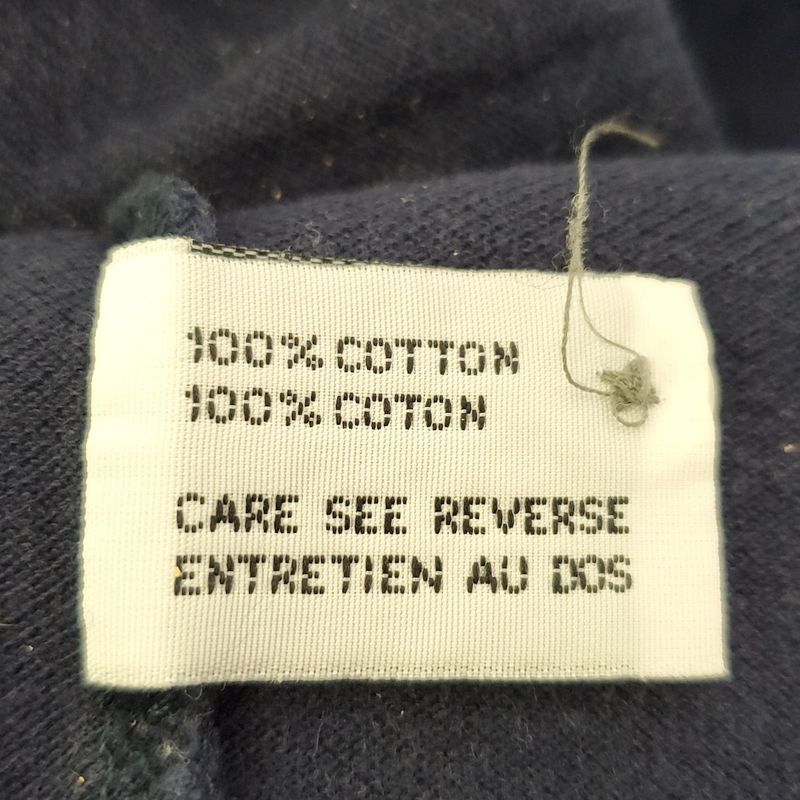 100% COTTON
100% COTON
CARE SEE REVERSE
ENTRETIEN AU DOS